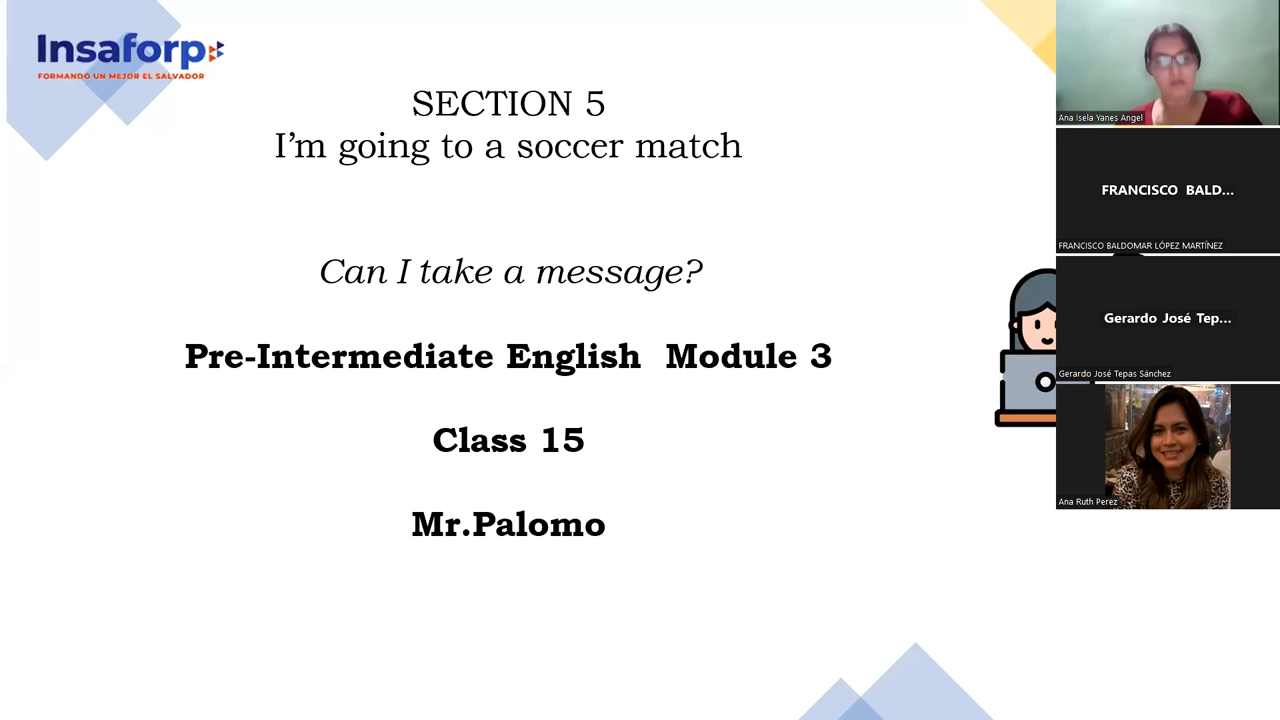 Insaforp
FORMANDO UN MEJOR EL SALVADOR
SECTION 5
I'm going to a soccer match
Can I take a message?
Pre-Intermediate English Module 3
Class 15
Mr.Palomo
Ana Isela Yanes Angel
FRANCISCO BALD...
FRANCISCO BALDOMAR LÓPEZ MARTÍNEZ
Gerardo José Tep...
Gerardo José Tepas Sánchez
Ana Ruth Perez